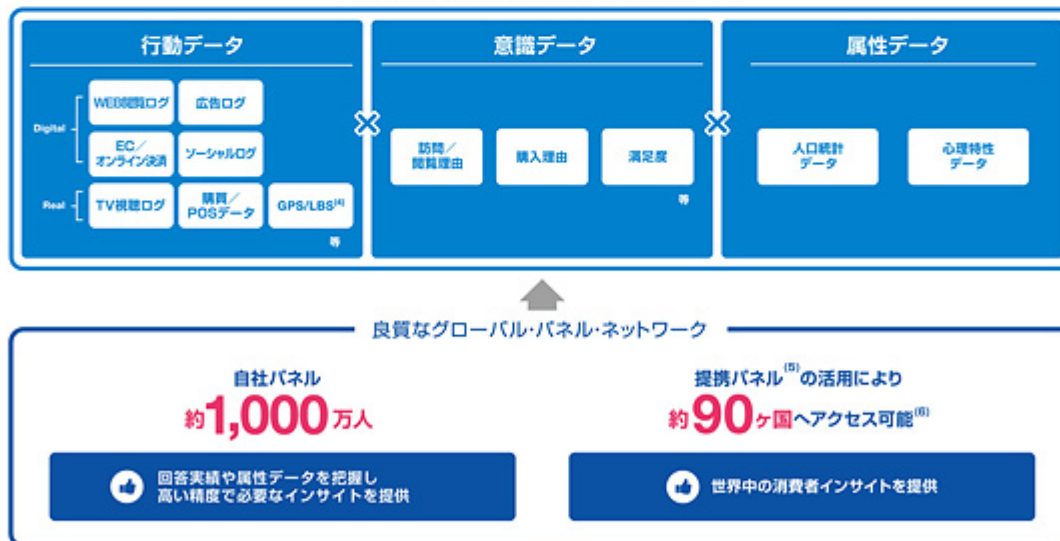 行動データ
Digital
WEB閲覧ログ
広告ログ
EC／
オンライン決済
ソーシャルログ
Real
TV視聴ログ
購買／
POSデータ
GPS/LBS(4)
等
意識データ
訪問／
閲覧理由
購入理由
満足度
等
属性データ
人口統計
データ
心理特性
データ
良質なグローバル・パネル・ネットワーク
自社パネル
約1,000万人
回答実績や属性データを把握し
高い精度で必要なインサイトを提供
提携パネル(5)の活用により
約90ヶ国へアクセス可能(6)
世界中の消費者インサイトを提供